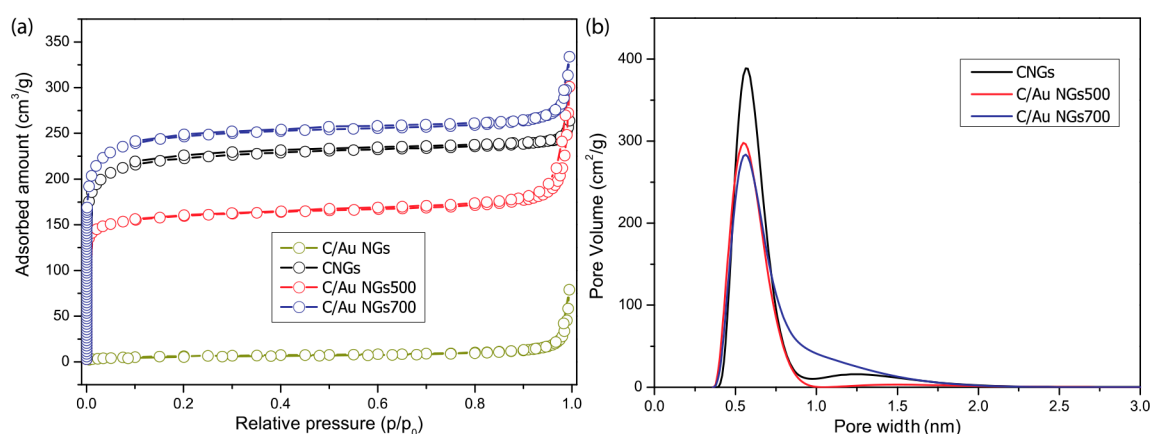 (a)
Adsorbed amount (cm³/g)
350
300
250
200
150
100
50
0
C/Au NGs
CNGs
C/Au NGs500
C/Au NGs700
0.0 0.2 0.4 0.6 0.8 1.0
Relative pressure (p/p₀)
(b)
Pore Volume (cm²/g)
400
300
200
100
0
CNGs
C/Au NGs500
C/Au NGs700
0.0 0.5 1.0 1.5 2.0 2.5 3.0
Pore width (nm)